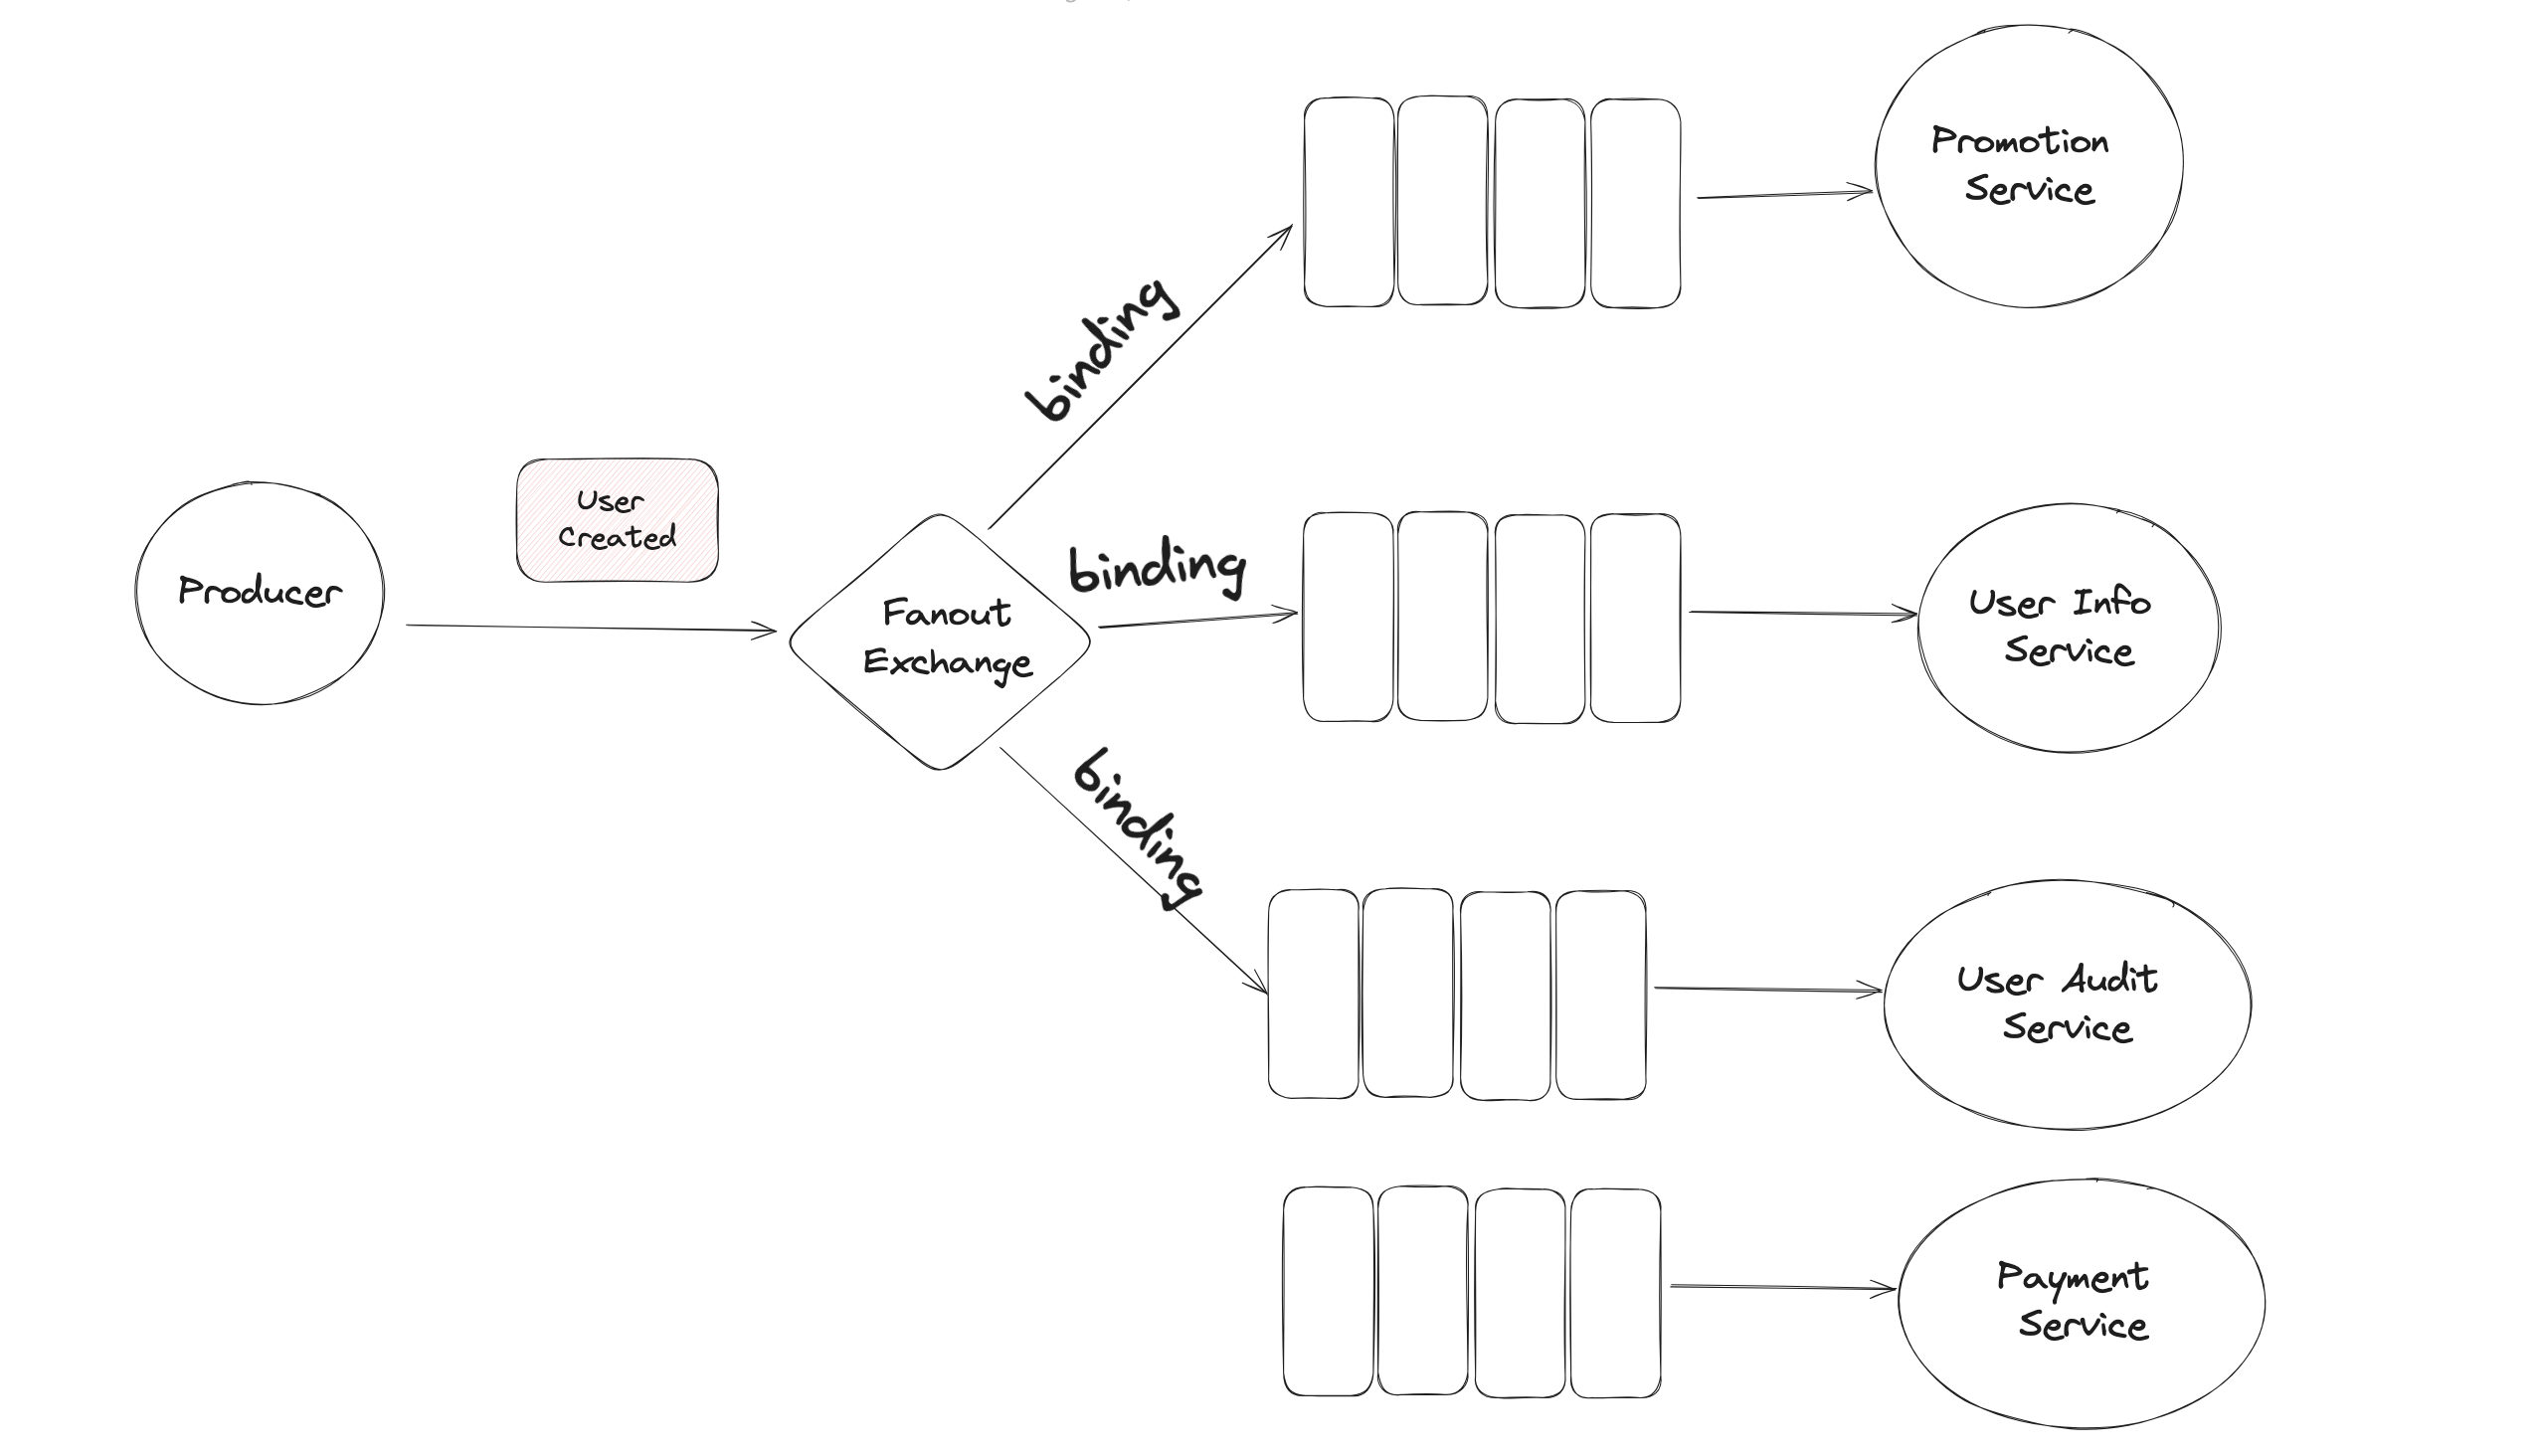 Promotion
Service
binding
User
Created
Producer
Fanout
Exchange
binding
User Info
Service
binding
User Audit
Service
Payment
Service